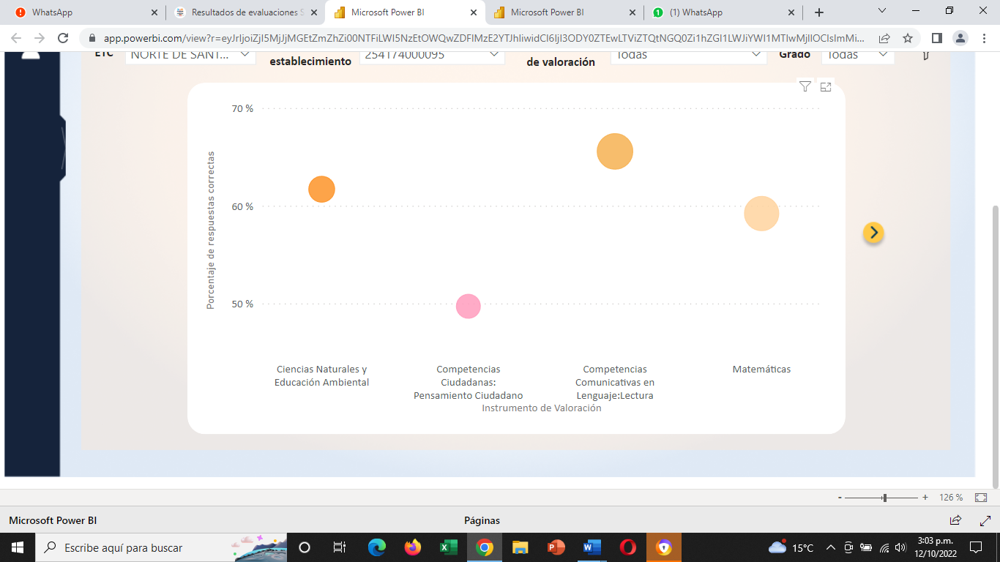 WhatsApp
Resultados de evaluaciones S
Microsoft Power BI
Microsoft Power BI
1
(1) WhatsApp
app.powerbi.com/view?r=eyJrIjoiZjI5MjJjMGEtZmZhZi00NTFiLWI5NzEtOWQwZDFlMzE2YTJhIiwidCI6IjI3ODY0ZTEwLTViZTQtNGQ0Zi1hZGI1LWJiYWI1MTIwMjllOCIsImMi...
ETC
NORTE DE SANT...
establecimiento
254174000095
de valoración
Todas
Grado
Todas
70 %
60 %
50 %
Porcentaje de respuestas correctas
Ciencias Naturales y
Educación Ambiental
Competencias
Ciudadanas:
Pensamiento Ciudadano
Competencias
Comunicativas en
Lenguaje:Lectura
Matemáticas
Instrumento de Valoración
- + 126 %
Microsoft Power BI
Páginas
Escribe aquí para buscar
15°C
3:03 p.m.
12/10/2022